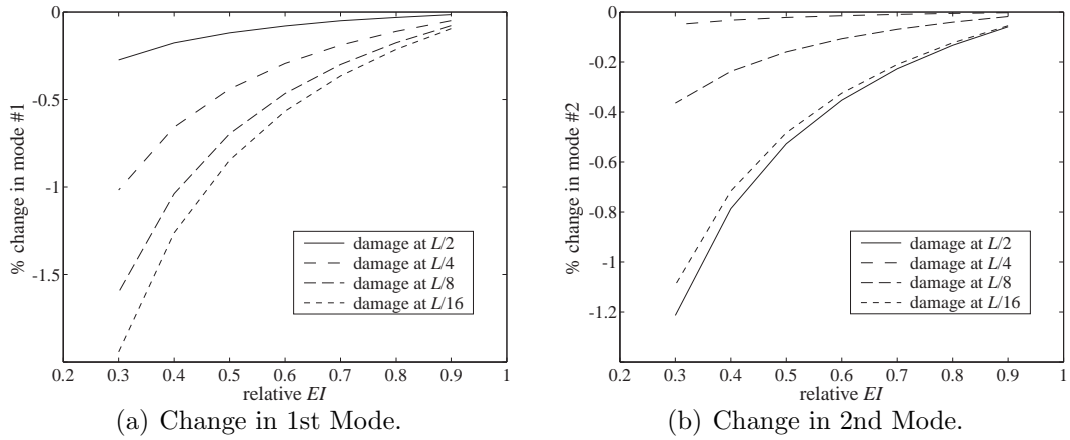 0
-0.5
-1
-1.5
0.2 0.3 0.4 0.5 0.6 0.7 0.8 0.9 1
relative EI
% change in mode #1
damage at L/2
damage at L/4
damage at L/8
damage at L/16
(a) Change in 1st Mode.
0
-0.2
-0.4
-0.6
-0.8
-1
-1.2
0.2 0.3 0.4 0.5 0.6 0.7 0.8 0.9 1
relative EI
% change in mode #2
damage at L/2
damage at L/4
damage at L/8
damage at L/16
(b) Change in 2nd Mode.